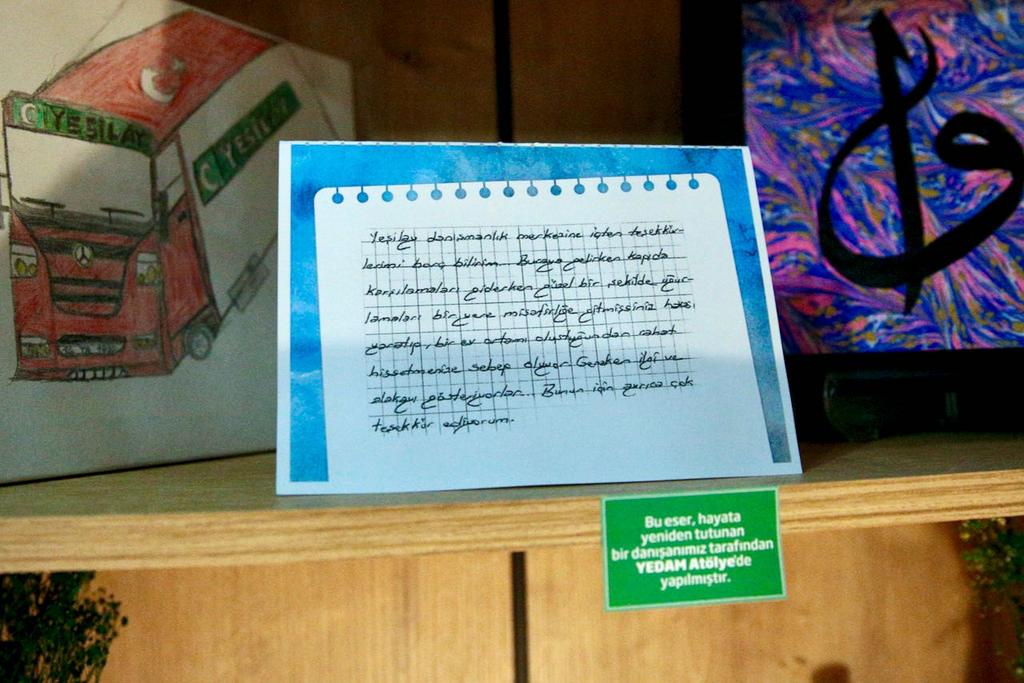 YEŞİLAY
YEŞİLAY
Yeşilay danışmanlık merkezine içten teşekkür-
lerimi borç bilirim... Buraya gelirken kapıda
karşılamaları giderken güzel bir şekilde uğur-
lamaları bir yere misafirliğe gitmişsiniz hissi
yaratıp, bir ev ortamı oluştuğundan rahat
hissetmenize sebep oluyor. Gereken ilgi ve
alakayı gösteriyorlar... Bunun için ayrıca çok
teşekkür ediyorum.
و
Bu eser, hayata
yeniden tutunan
bir danışanımız tarafından
YEDAM Atölye'de
yapılmıştır.